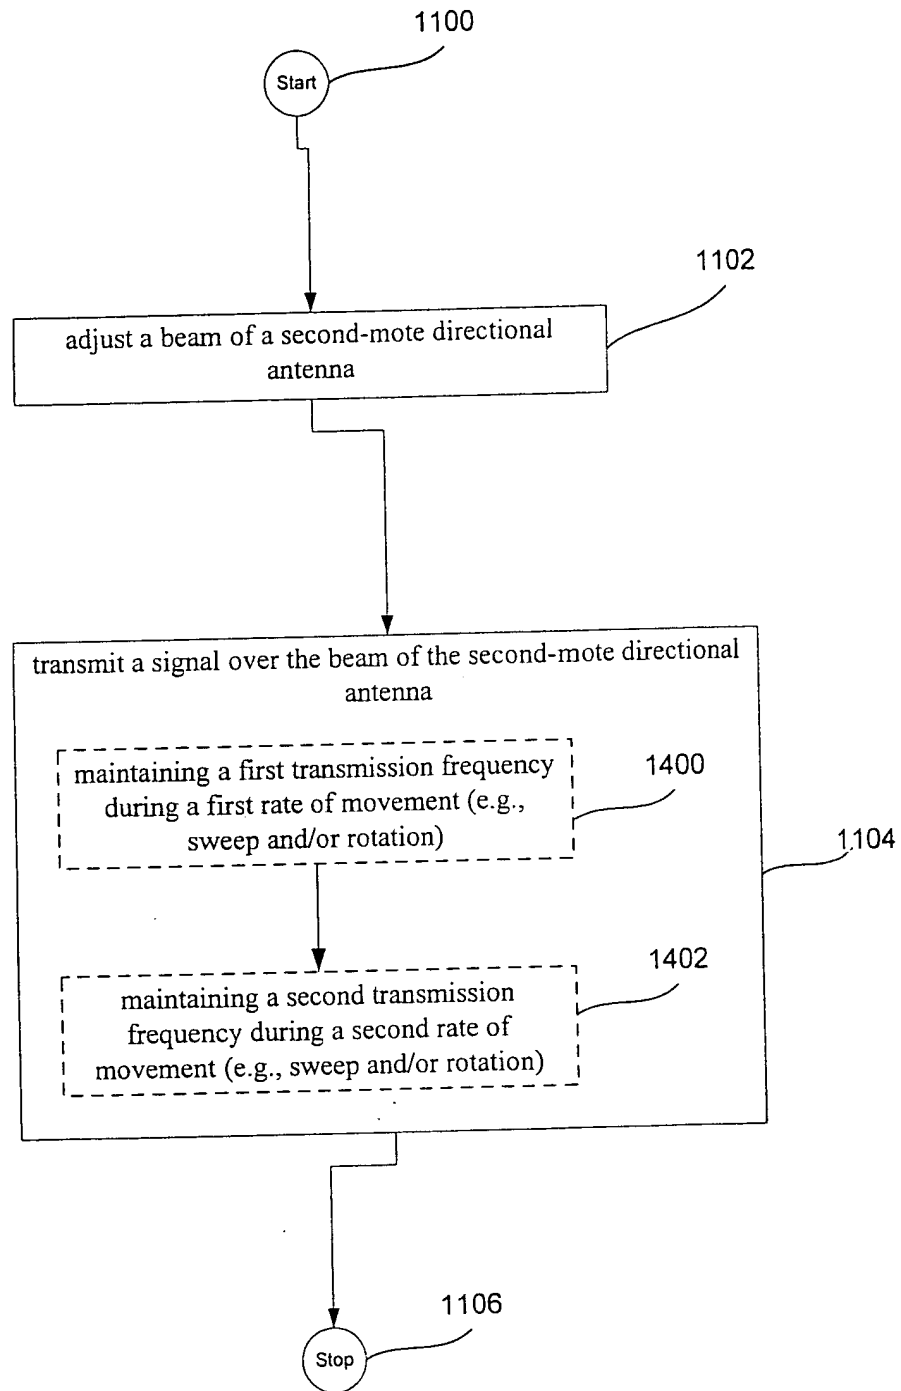 1100
Start
1102
adjust a beam of a second-mote directional
antenna
transmit a signal over the beam of the second-mote directional
antenna
maintaining a first transmission frequency
during a first rate of movement (e.g.,
sweep and/or rotation)
1400
1104
maintaining a second transmission
frequency during a second rate of
movement (e.g., sweep and/or rotation)
1402
1106
Stop